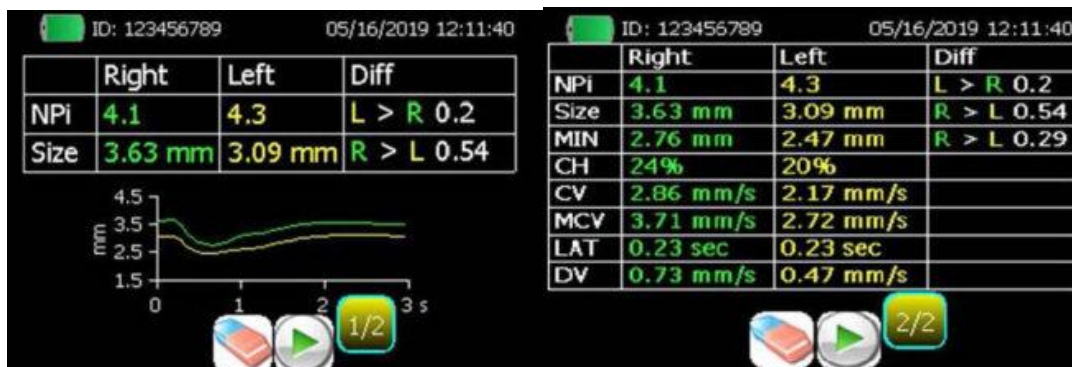 ID: 123456789 05/16/2019 12:11:40
Right Left Diff
NPi 4.1 4.3 L > R 0.2
Size 3.63 mm 3.09 mm R > L 0.54
4.5
3.5
mm
2.5
1.5
0 1 2 3 s
1/2
ID: 123456789 05/16/2019 12:11:40
Right Left Diff
NPi 4.1 4.3 L > R 0.2
Size 3.63 mm 3.09 mm R > L 0.54
MIN 2.76 mm 2.47 mm R > L 0.29
CH 24% 20%
CV 2.86 mm/s 2.17 mm/s
MCV 3.71 mm/s 2.72 mm/s
LAT 0.23 sec 0.23 sec
DV 0.73 mm/s 0.47 mm/s
2/2